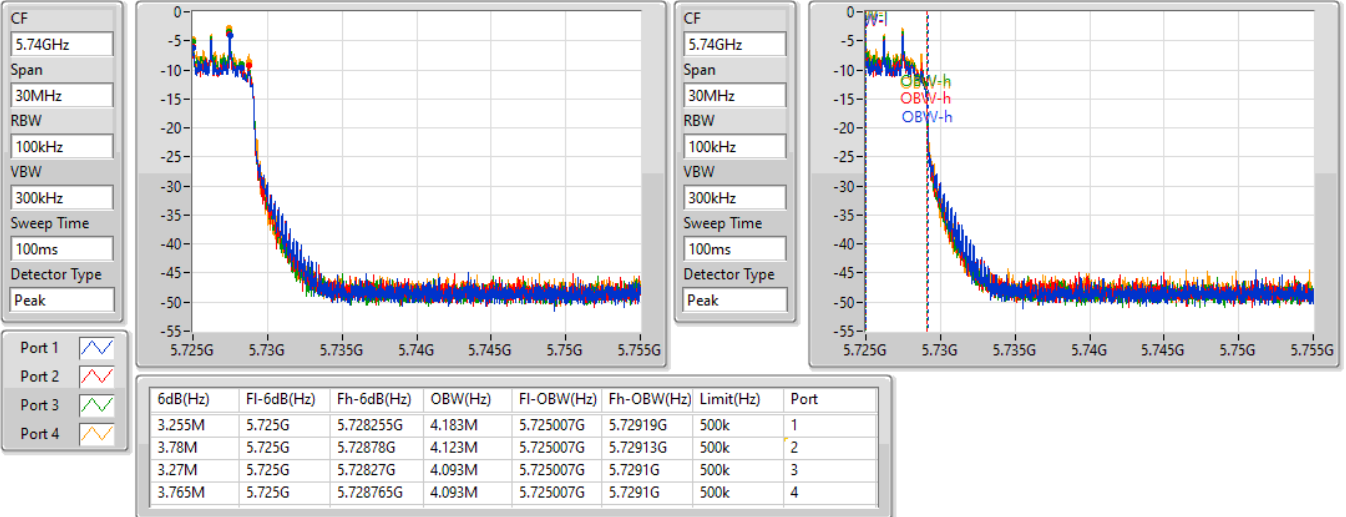 CF
5.74GHz
Span
30MHz
RBW
100kHz
VBW
300kHz
Sweep Time
100ms
Detector Type
Peak
0-
-5-
-10-
-15-
-20-
-25-
-30-
-35-
-40-
-45-
-50-
-55-
5.725G 5.73G 5.735G 5.74G 5.745G 5.75G 5.755G
CF
5.74GHz
Span
30MHz
RBW
100kHz
VBW
300kHz
Sweep Time
100ms
Detector Type
Peak
0-
-5-
-10-
-15-
-20-
-25-
-30-
-35-
-40-
-45-
-50-
-55-
OBW-h
OBW-h
OBW-h
5.725G 5.73G 5.735G 5.74G 5.745G 5.75G 5.755G
Port 1
Port 2
Port 3
Port 4
6dB(Hz) Fl-6dB(Hz) Fh-6dB(Hz) OBW(Hz) Fl-OBW(Hz) Fh-OBW(Hz) Limit(Hz) Port
3.255M 5.725G 5.728255G 4.183M 5.725007G 5.72919G 500k 1
3.78M 5.725G 5.72878G 4.123M 5.725007G 5.72913G 500k 2
3.27M 5.725G 5.72827G 4.093M 5.725007G 5.7291G 500k 3
3.765M 5.725G 5.728765G 4.093M 5.725007G 5.7291G 500k 4